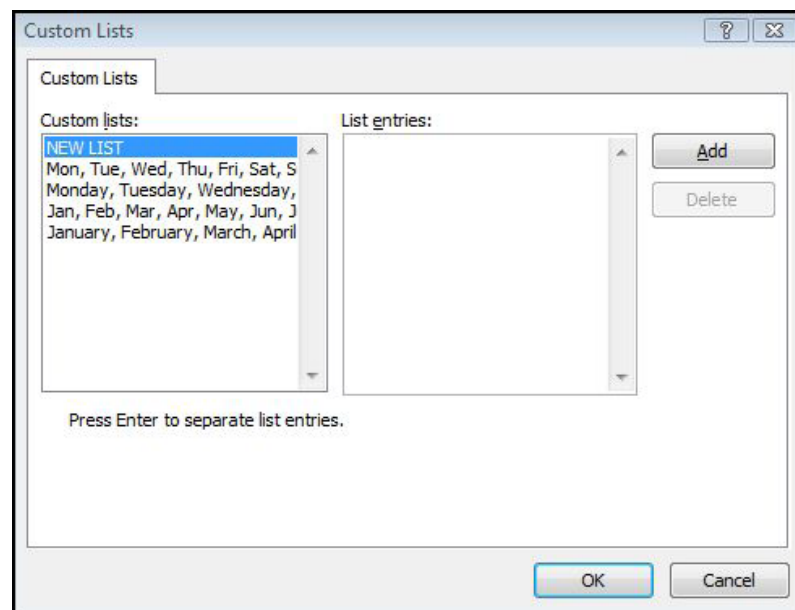 Custom Lists
Custom Lists
Custom lists:
List entries:
NEW LIST
Mon, Tue, Wed, Thu, Fri, Sat, S
Monday, Tuesday, Wednesday,
Jan, Feb, Mar, Apr, May, Jun, J
January, February, March, April
Add
Delete
Press Enter to separate list entries.
OK
Cancel